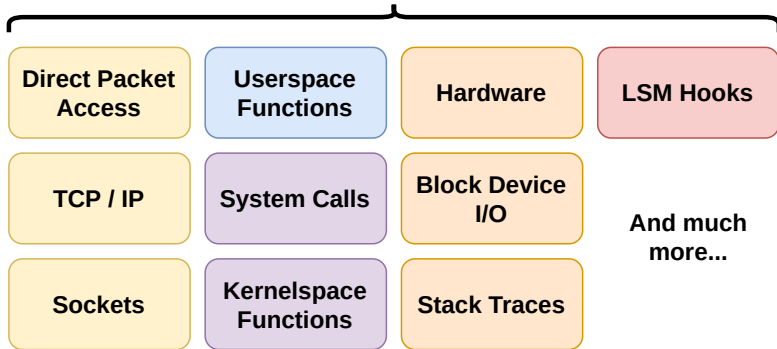 Direct Packet
Access
Userspace
Functions
Hardware
LSM Hooks
TCP / IP
System Calls
Block Device
I/O
And much
more...
Sockets
Kernelspace
Functions
Stack Traces